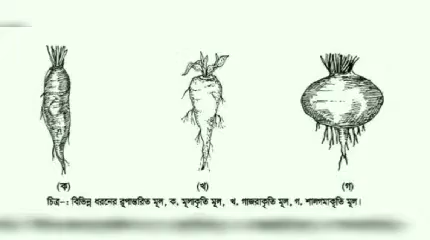 (ক) (খ) (গ)
চিত্র-: বিভিন্ন ধরনের রূপান্তরিত মূল, ক. মূলাকৃতি মূল, খ. গাজরাকৃতি মূল, গ. শালগমাকৃতি মূল।